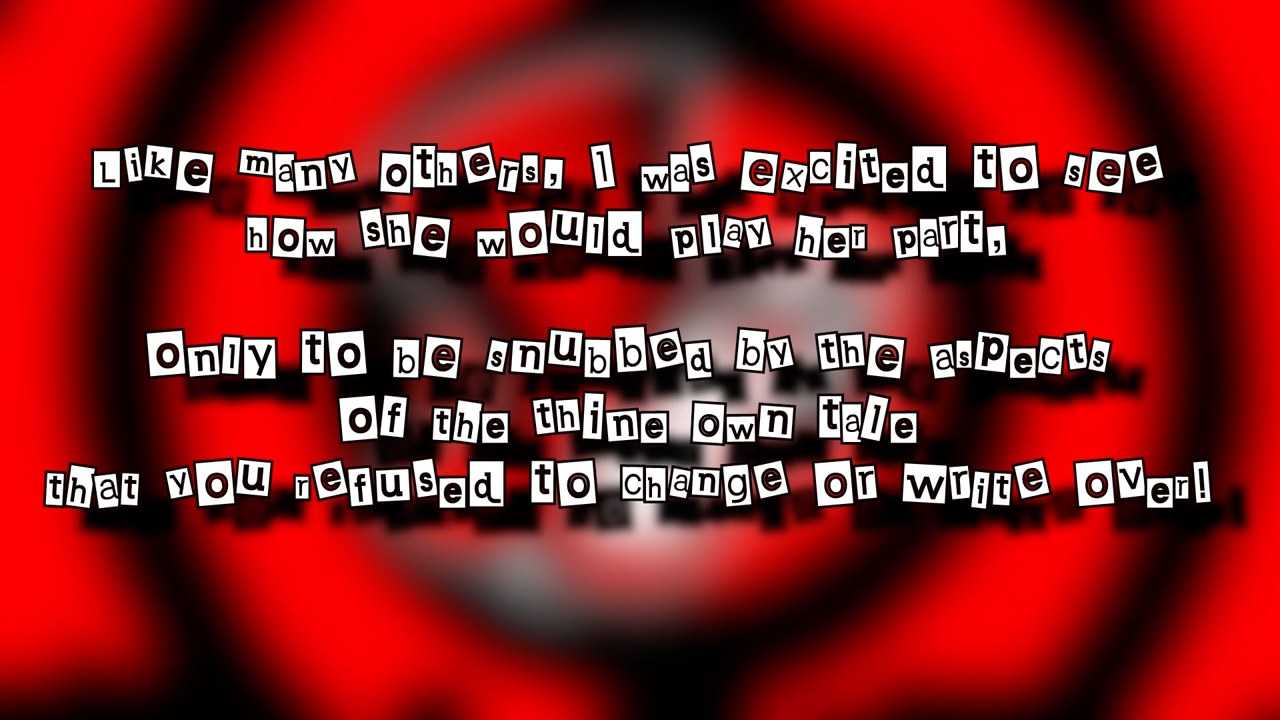 Like many others, I was excited to see
how she would play her part,
only to be snubbed by the aspects
of the thine own tale
that you refused to change or write over!